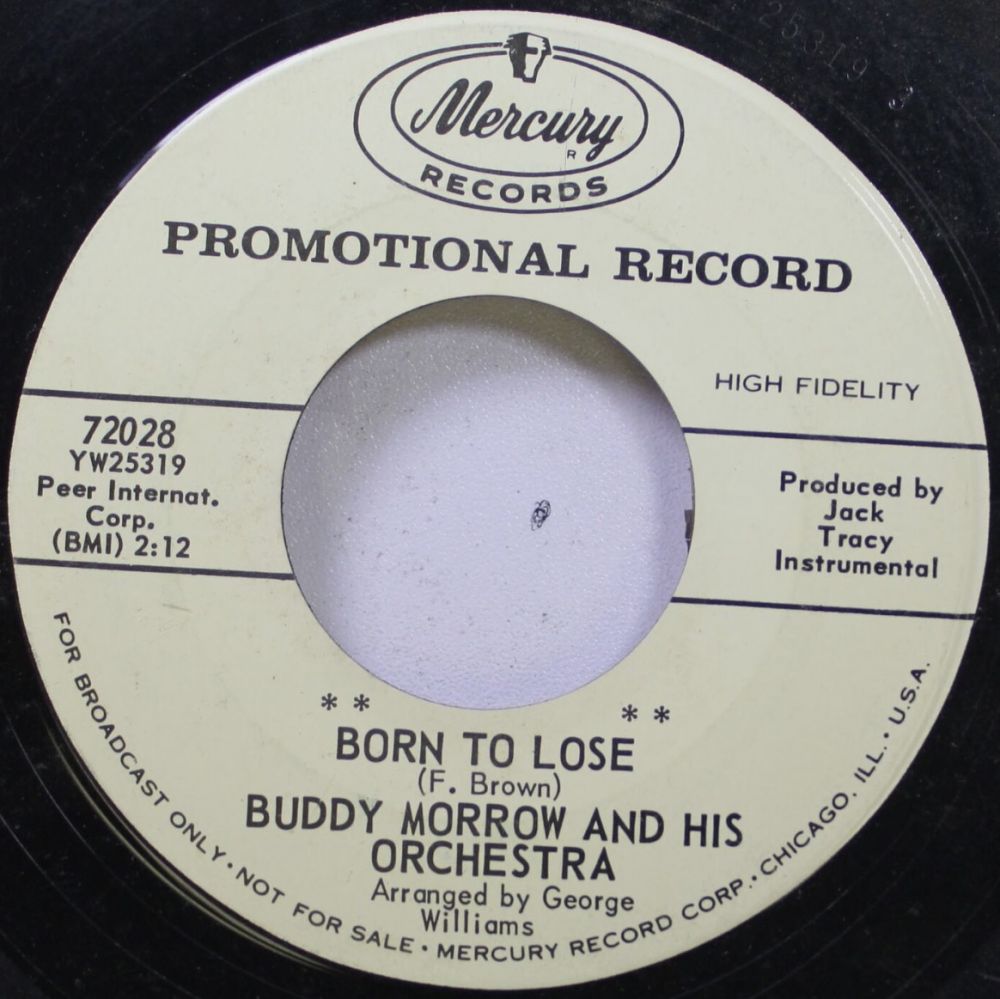 25319
Mercury
R
RECORDS
PROMOTIONAL RECORD
HIGH FIDELITY
72028
YW25319
Peer Internat.
Corp.
(BMI) 2:12
Produced by
Jack
Tracy
Instrumental
** **
BORN TO LOSE
(F. Brown)
BUDDY MORROW AND HIS
ORCHESTRA
Arranged by George
Williams
FOR BROADCAST ONLY • NOT FOR SALE • MERCURY RECORD CORP. • CHICAGO, ILL. • U.S.A.